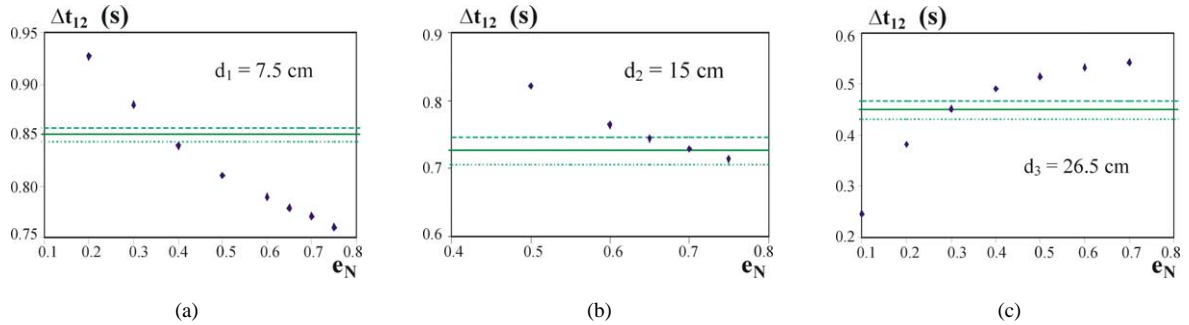 Δt₁₂ (s)
0.95
0.90
0.85
0.80
0.75
d₁ = 7.5 cm
0.1 0.2 0.3 0.4 0.5 0.6 0.7 0.8
e_N
(a)
Δt₁₂ (s)
0.9
0.8
0.7
0.6
d₂ = 15 cm
0.4 0.5 0.6 0.7 0.8
e_N
(b)
Δt₁₂ (s)
0.6
0.5
0.4
0.3
0.2
d₃ = 26.5 cm
0.1 0.2 0.3 0.4 0.5 0.6 0.7 0.8
e_N
(c)